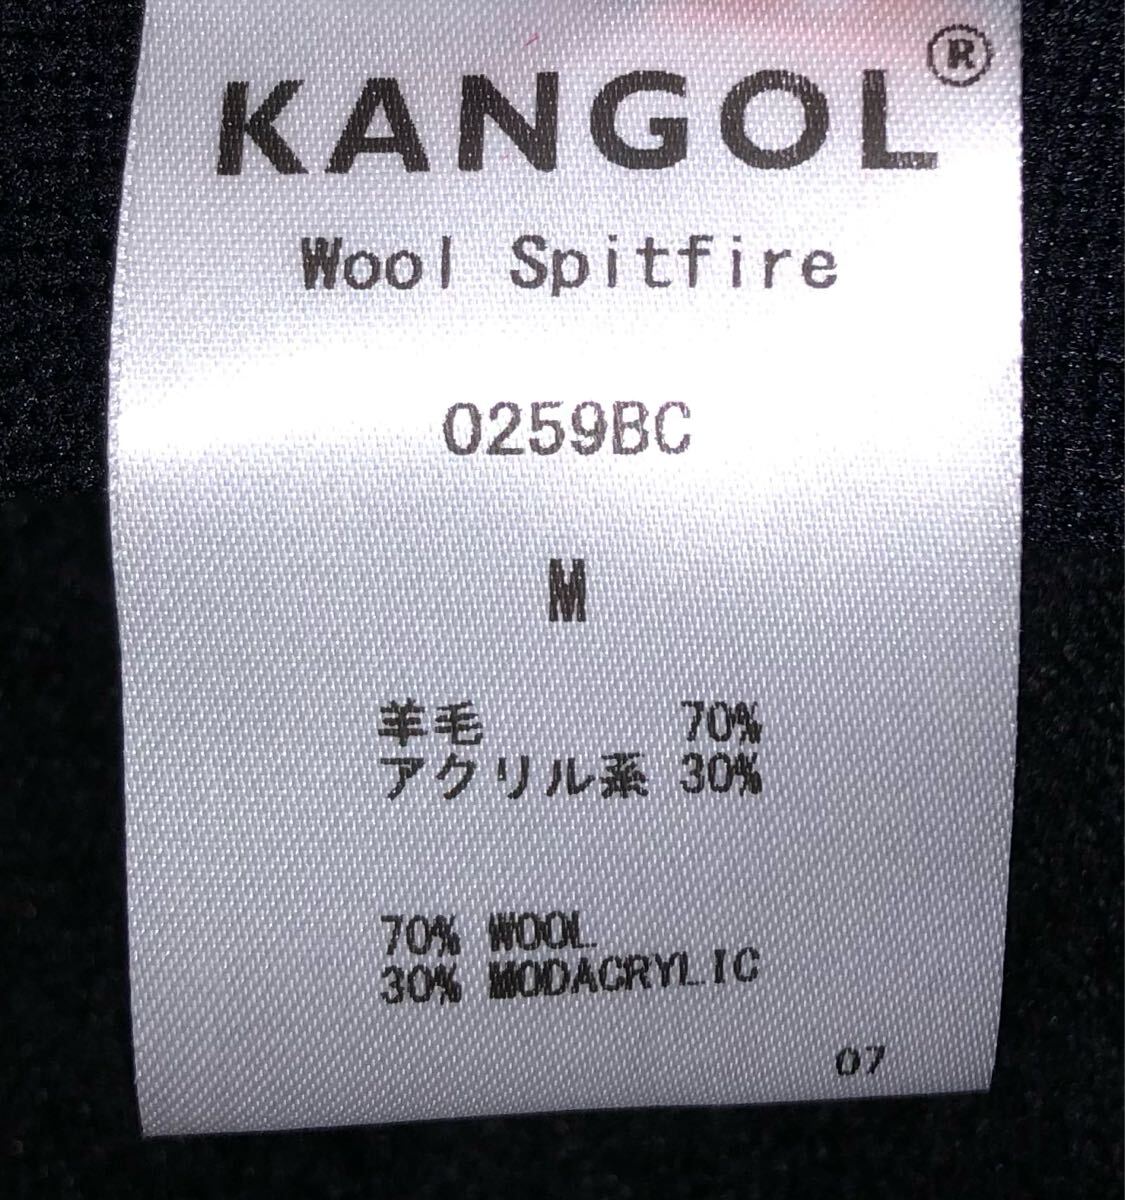 KANGOL®
Wool Spitfire
0259BC
M
羊毛 70%
アクリル系 30%
70% WOOL
30% MODACRYLIC
07